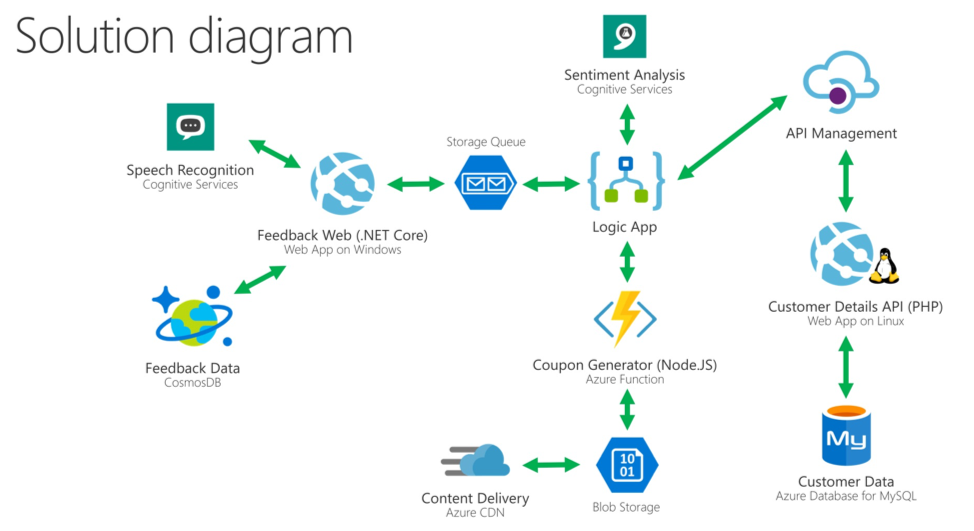 Solution diagram
Sentiment Analysis
Cognitive Services
API Management
Speech Recognition
Cognitive Services
Storage Queue
Feedback Web (.NET Core)
Web App on Windows
Logic App
Customer Details API (PHP)
Web App on Linux
Feedback Data
CosmosDB
Coupon Generator (Node.JS)
Azure Function
My
Customer Data
Azure Database for MySQL
10
01
Content Delivery
Azure CDN
Blob Storage